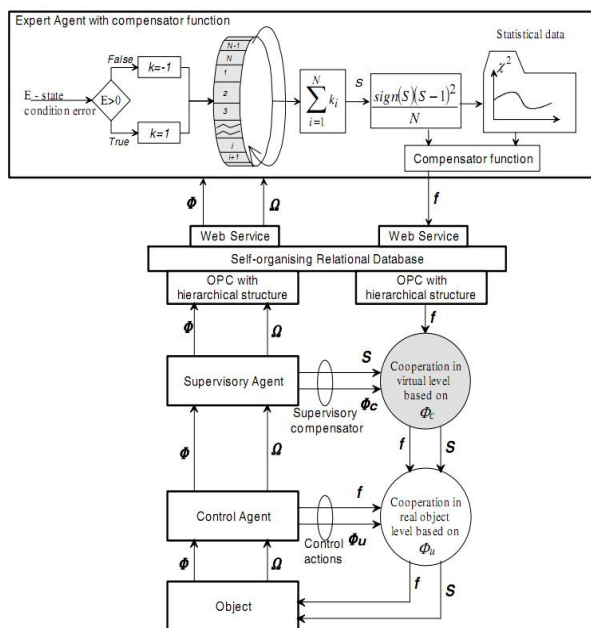 Expert Agent with compensator function
E - state
condition error
E>0
False
True
k=-1
k=1
N-1
N
1
2
3
i
i+1
N
∑ kᵢ
i=1
S
sign(S)(S−1)²
N
Statistical data
χ²
Compensator function
Φ
Ω
f
Web Service
Web Service
Self-organising Relational Database
OPC with
hierarchical structure
OPC with
hierarchical structure
Φ
Ω
f
Supervisory Agent
S
Φc
Supervisory
compensator
Cooperation in
virtual level
based on
Φc
Φ
Ω
f
S
Control Agent
f
Φu
Control
actions
Cooperation in
real object
level based on
Φu
Φ
Ω
f
S
Object